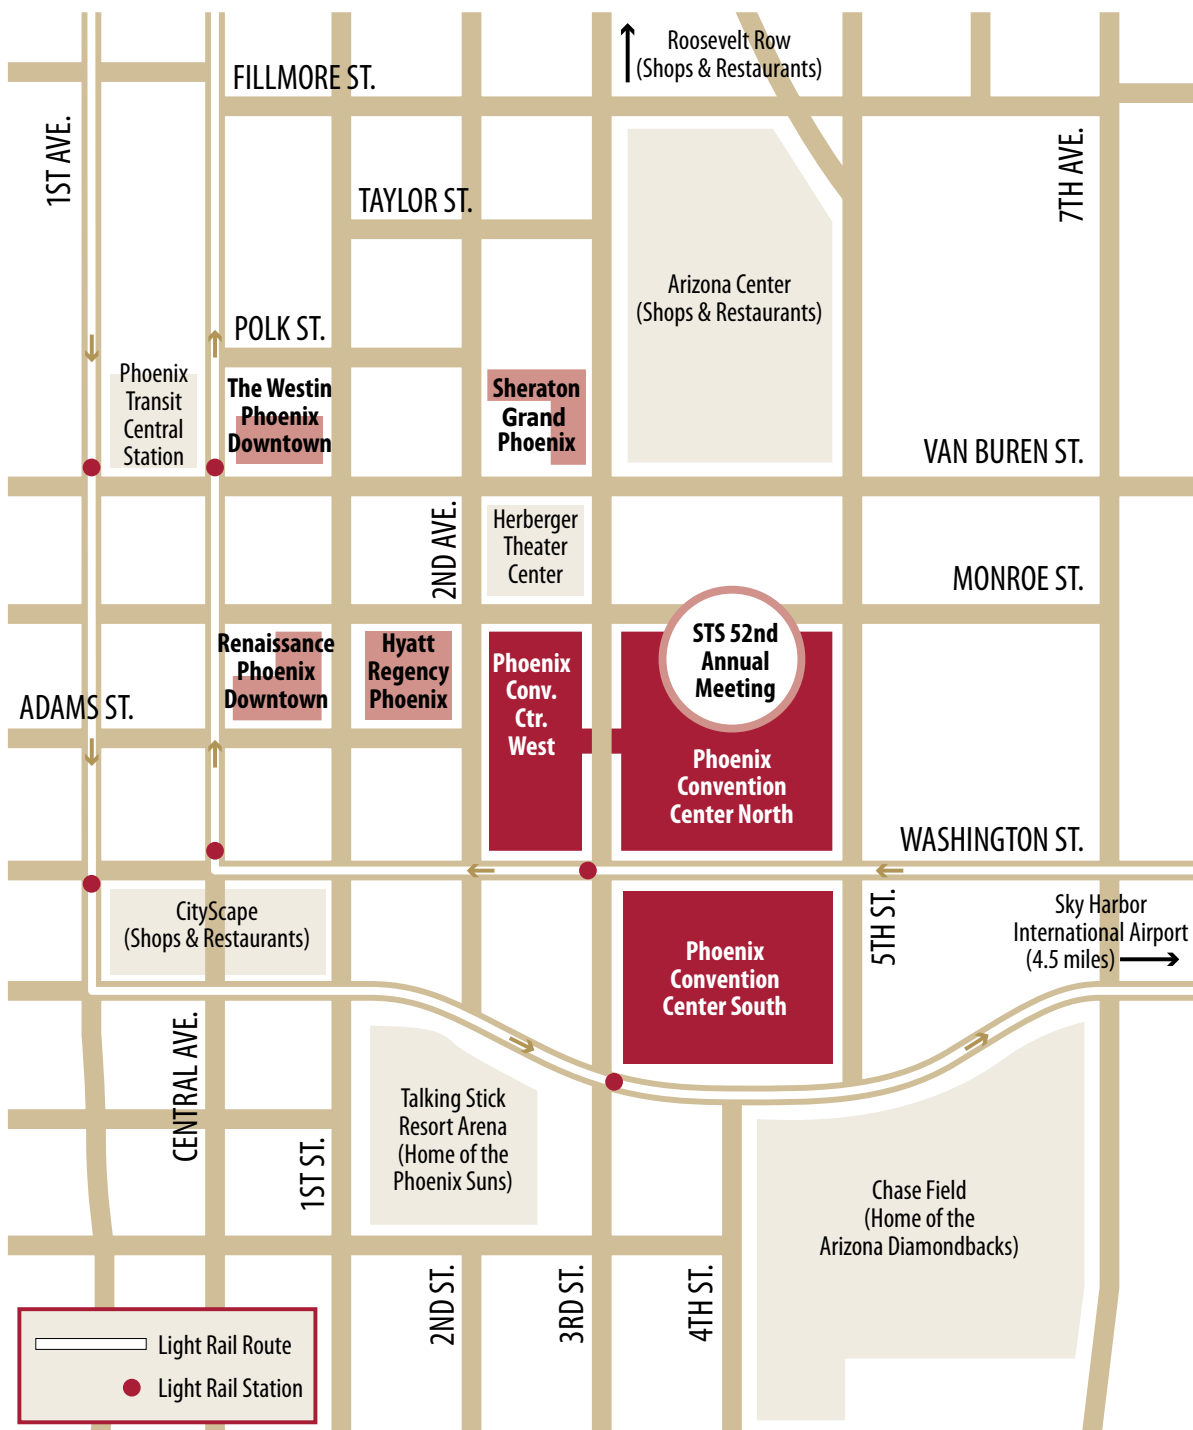 Roosevelt Row
(Shops & Restaurants)
FILLMORE ST.
1ST AVE.
7TH AVE.
TAYLOR ST.
Arizona Center
(Shops & Restaurants)
POLK ST.
Phoenix
Transit
Central
Station
The Westin
Phoenix
Downtown
Sheraton
Grand
Phoenix
VAN BUREN ST.
2ND AVE.
Herberger
Theater
Center
MONROE ST.
Renaissance
Phoenix
Downtown
Hyatt
Regency
Phoenix
Phoenix
Conv.
Ctr.
West
STS 52nd
Annual
Meeting
ADAMS ST.
Phoenix
Convention
Center North
WASHINGTON ST.
CityScape
(Shops & Restaurants)
Phoenix
Convention
Center South
5TH ST.
Sky Harbor
International Airport
(4.5 miles)
CENTRAL AVE.
1ST ST.
Talking Stick
Resort Arena
(Home of the
Phoenix Suns)
Chase Field
(Home of the
Arizona Diamondbacks)
2ND ST.
3RD ST.
4TH ST.
Light Rail Route
Light Rail Station